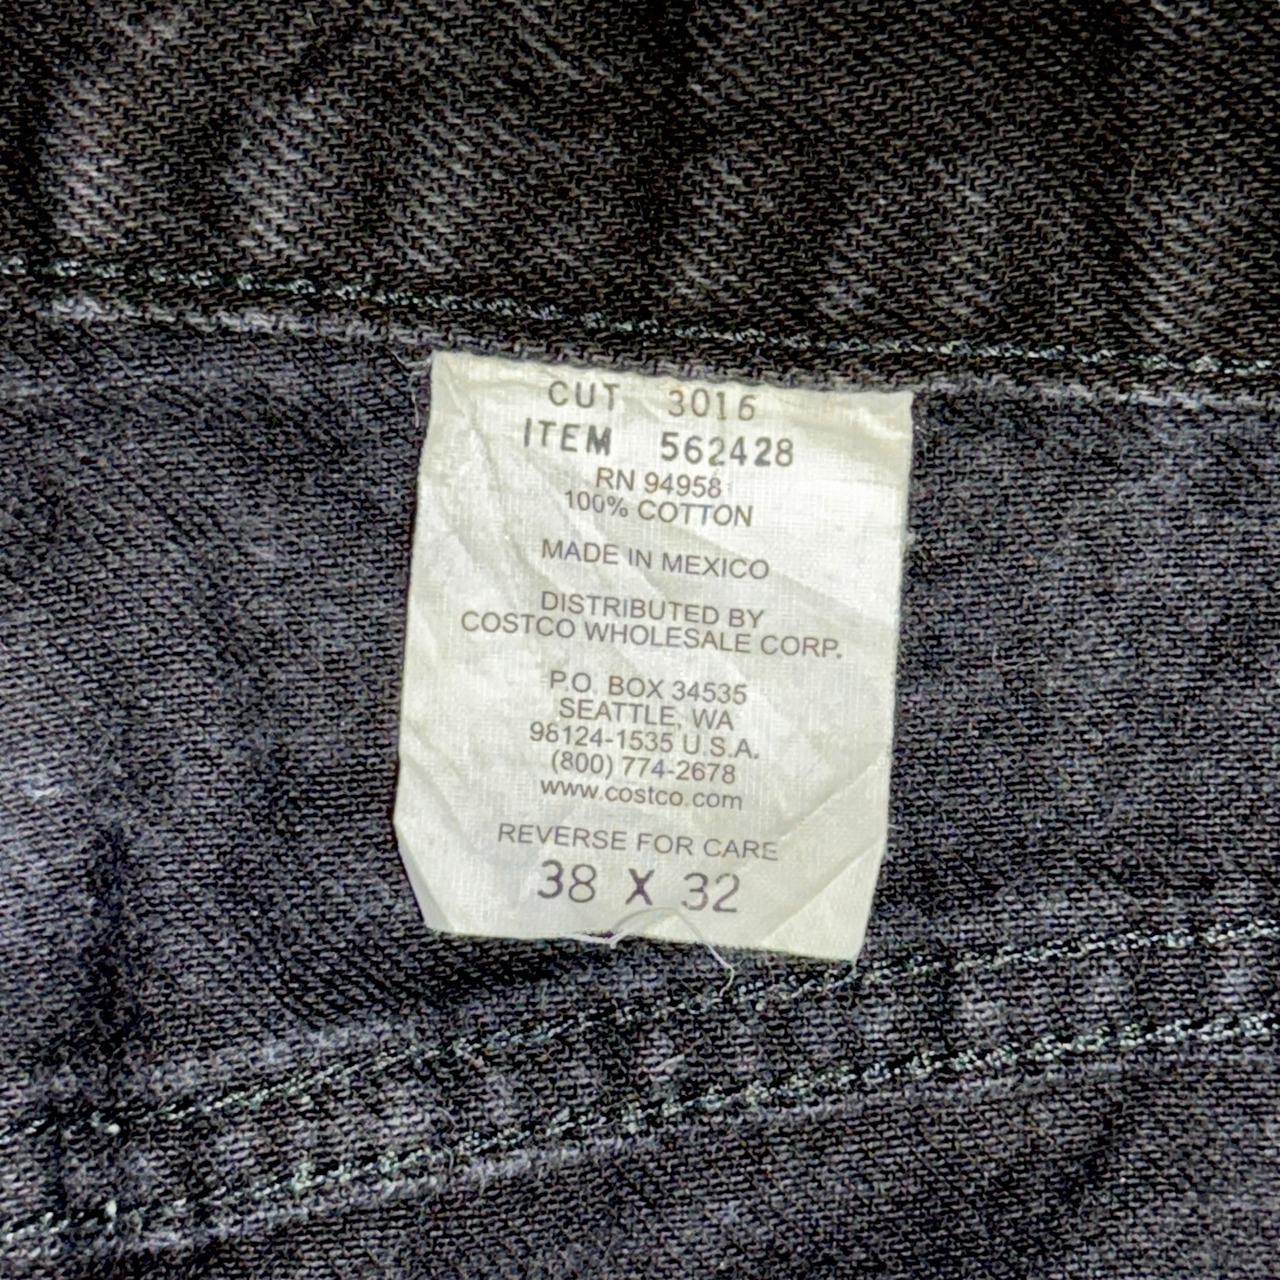 CUT 3016
ITEM 562428
RN 94958
100% COTTON
MADE IN MEXICO
DISTRIBUTED BY
COSTCO WHOLESALE CORP.
P.O. BOX 34535
SEATTLE, WA
98124-1535 U.S.A.
(800) 774-2678
www.costco.com
REVERSE FOR CARE
38 X 32